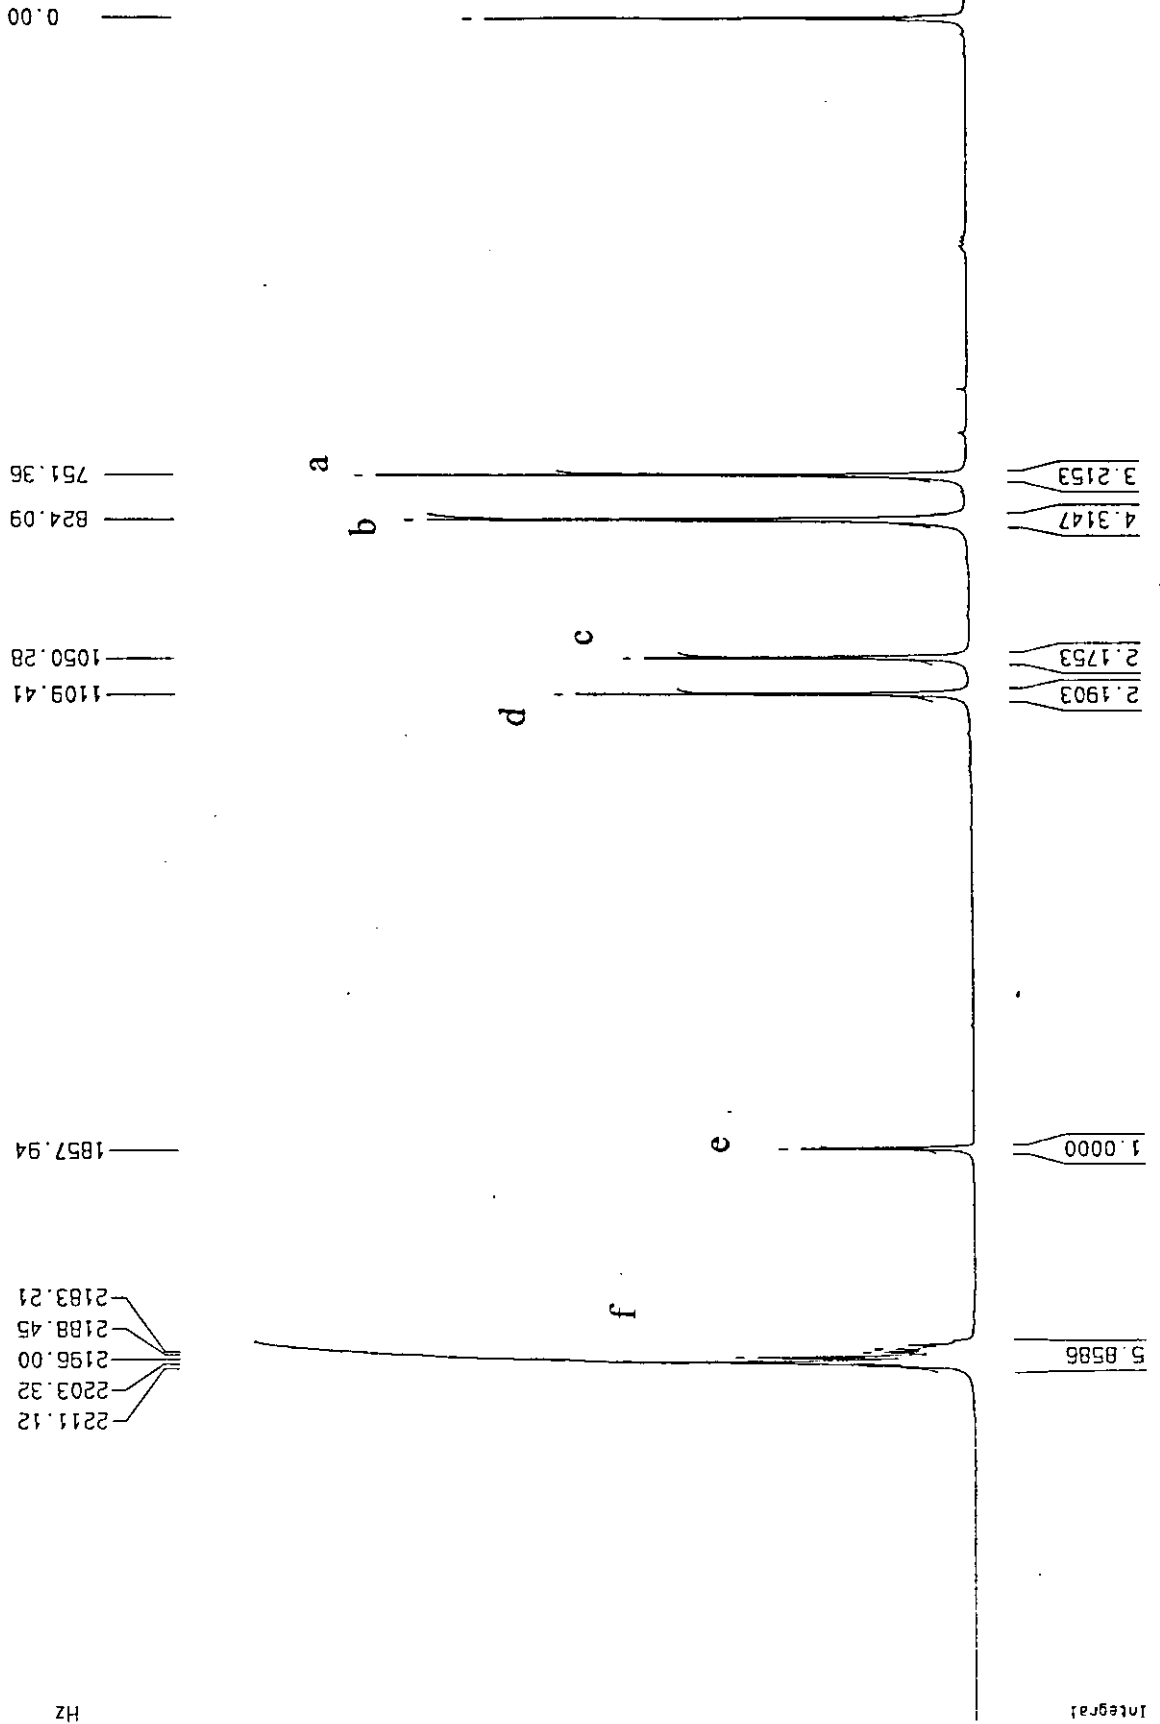 Hz
2211.12
2203.32
2196.00
2188.45
2183.21
1857.94
1109.41
1050.28
824.09
751.36
0.00
f
e
d
c
b
a
Integral
5.8586
1.0000
2.1903
2.1753
4.3147
3.2153